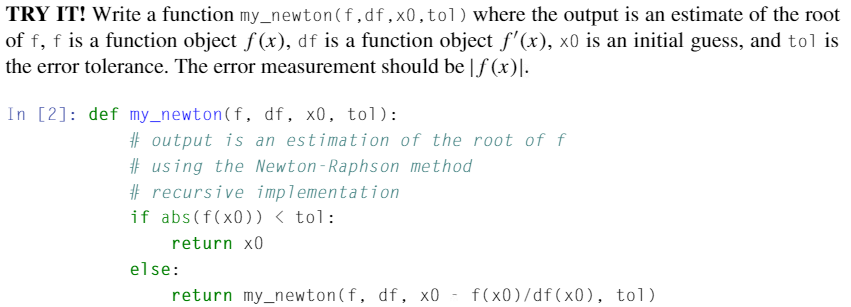 TRY IT! Write a function my_newton(f,df,x0,tol) where the output is an estimate of the root
of f, f is a function object f(x), df is a function object f′(x), x0 is an initial guess, and tol is
the error tolerance. The error measurement should be |f(x)|.
In [2]: def my_newton(f, df, x0, tol):
# output is an estimation of the root of f
# using the Newton-Raphson method
# recursive implementation
if abs(f(x0)) < tol:
return x0
else:
return my_newton(f, df, x0 - f(x0)/df(x0), tol)